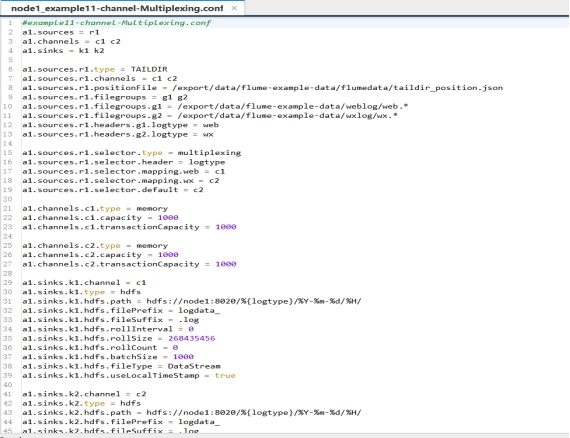 node1_example11-channel-Multiplexing.conf ×
1 #example11-channel-Multiplexing.conf
2 a1.sources = r1
3 a1.channels = c1 c2
4 a1.sinks = k1 k2
5
6 a1.sources.r1.type = TAILDIR
7 a1.sources.r1.channels = c1 c2
8 a1.sources.r1.positionFile = /export/data/flume-example-data/flumedata/taildir_position.json
9 a1.sources.r1.filegroups = g1 g2
10 a1.sources.r1.filegroups.g1 = /export/data/flume-example-data/weblog/web.*
11 a1.sources.r1.filegroups.g2 = /export/data/flume-example-data/wxlog/wx.*
12 a1.sources.r1.headers.g1.logtype = web
13 a1.sources.r1.headers.g2.logtype = wx
14
15 a1.sources.r1.selector.type = multiplexing
16 a1.sources.r1.selector.header = logtype
17 a1.sources.r1.selector.mapping.web = c1
18 a1.sources.r1.selector.mapping.wx = c2
19 a1.sources.r1.selector.default = c2
20
21 a1.channels.c1.type = memory
22 a1.channels.c1.capacity = 1000
23 a1.channels.c1.transactionCapacity = 1000
24
25 a1.channels.c2.type = memory
26 a1.channels.c2.capacity = 1000
27 a1.channels.c2.transactionCapacity = 1000
28
29 a1.sinks.k1.channel = c1
30 a1.sinks.k1.type = hdfs
31 a1.sinks.k1.hdfs.path = hdfs://node1:8020/%{logtype}/%Y-%m-%d/%H/
32 a1.sinks.k1.hdfs.filePrefix = logdata_
33 a1.sinks.k1.hdfs.fileSuffix = .log
34 a1.sinks.k1.hdfs.rollInterval = 0
35 a1.sinks.k1.hdfs.rollSize = 268435456
36 a1.sinks.k1.hdfs.rollCount = 0
37 a1.sinks.k1.hdfs.batchSize = 1000
38 a1.sinks.k1.hdfs.fileType = DataStream
39 a1.sinks.k1.hdfs.useLocalTimeStamp = true
40
41 a1.sinks.k2.channel = c2
42 a1.sinks.k2.type = hdfs
43 a1.sinks.k2.hdfs.path = hdfs://node1:8020/%{logtype}/%Y-%m-%d/%H/
44 a1.sinks.k2.hdfs.filePrefix = logdata_
45 a1.sinks.k2.hdfs.fileSuffix = .log